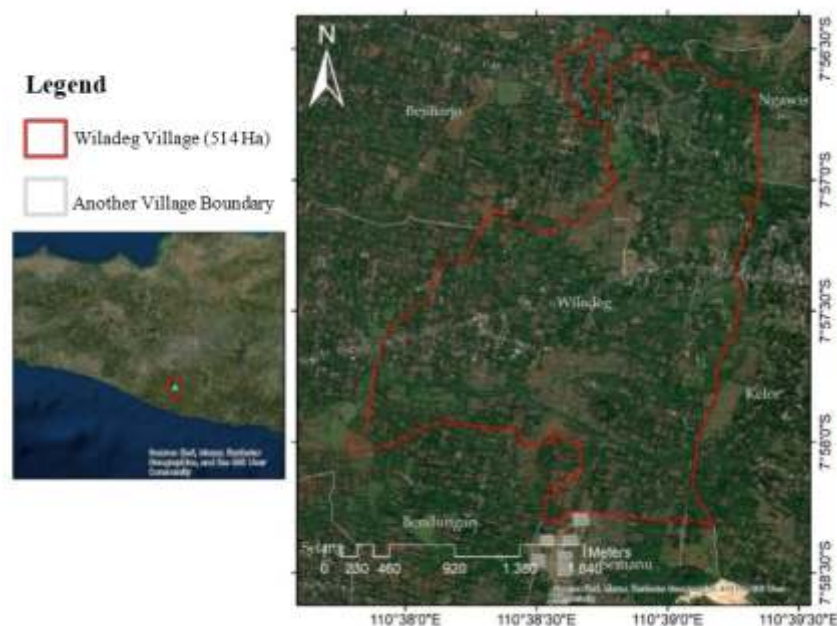 Legend
Wiladeg Village (514 Ha)
Another Village Boundary
N
Bejiharjo
Ngawis
Wiladeg
Kelor
Bendungan
Selang
Semanu
Meters
0 230 460 920 1.380 1.840
7°56'30"S
7°57'0"S
7°57'30"S
7°58'0"S
7°58'30"S
110°38'0"E
110°38'30"E
110°39'0"E
110°39'30"E